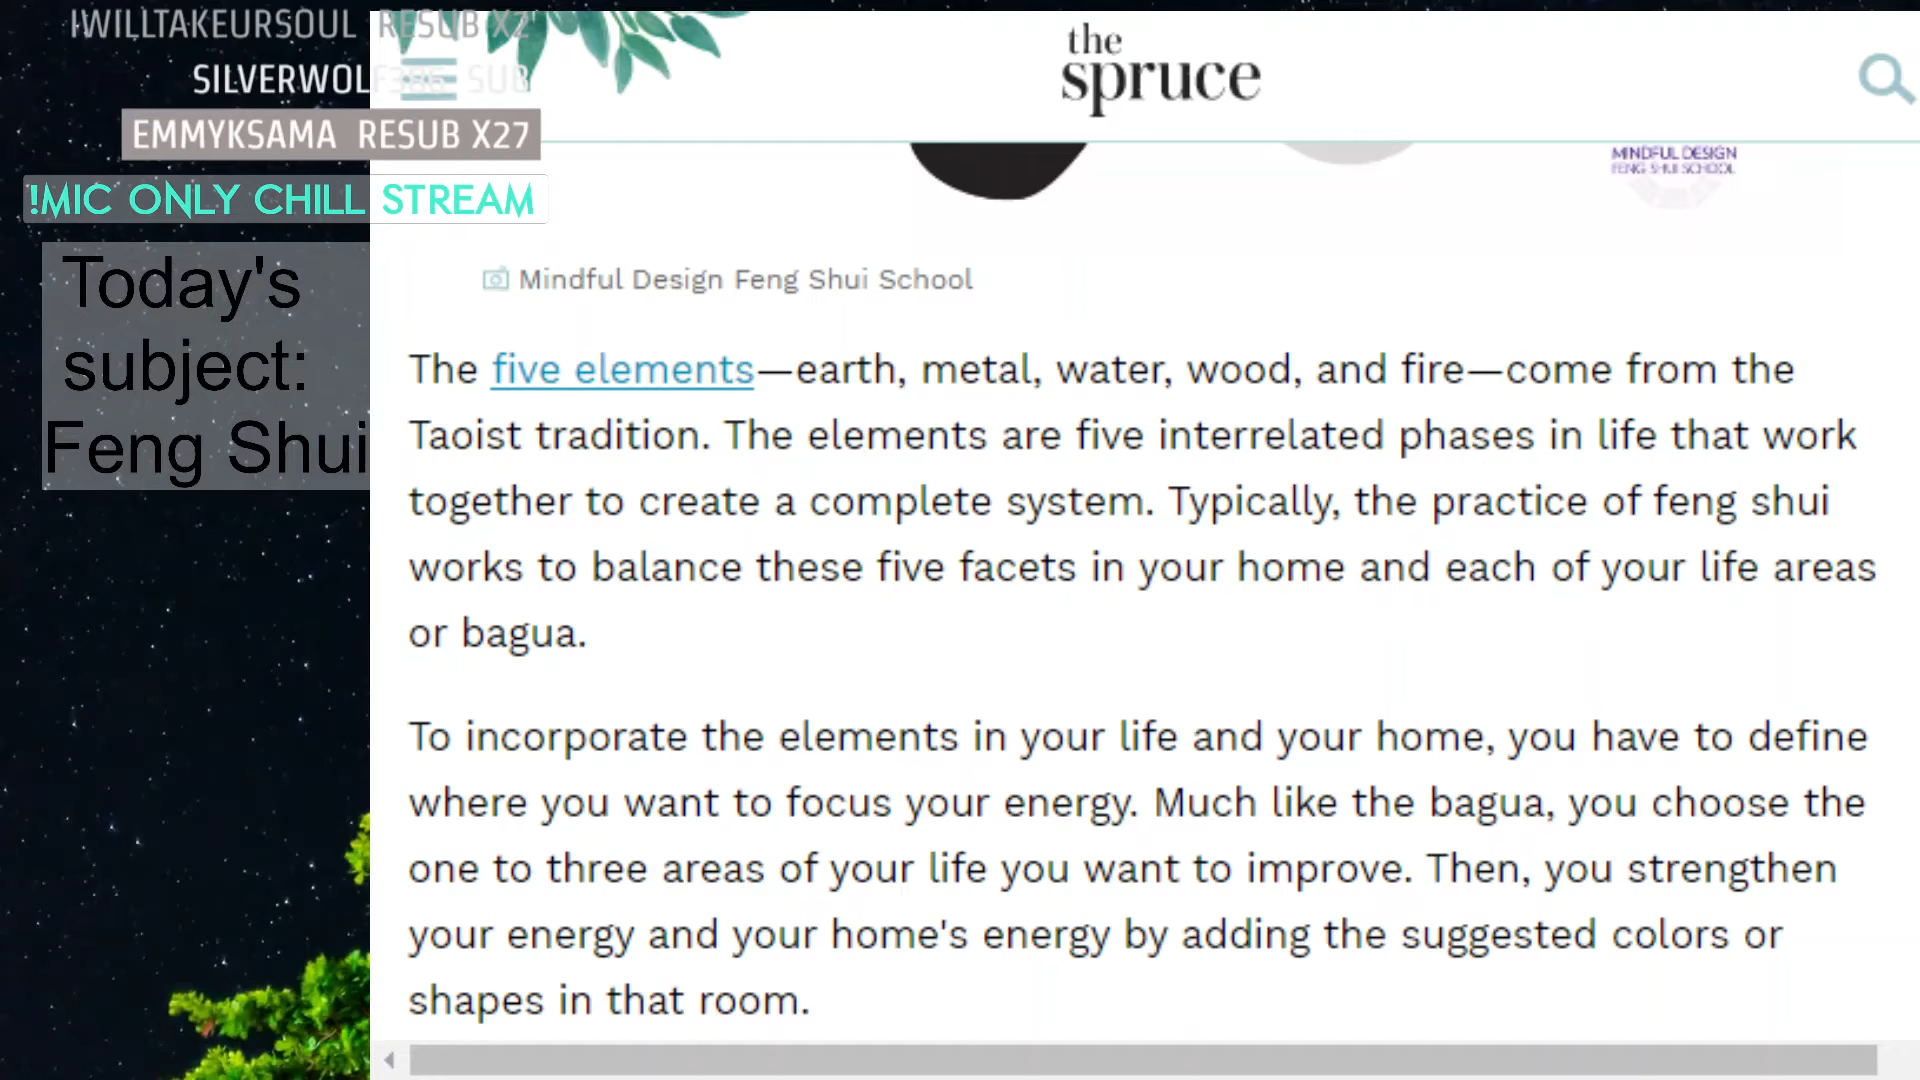 IWILLTAKEURSOUL RESUB X2
SILVERWOLF386 SUB
EMMYKSAMA RESUB X27
!MIC ONLY CHILL STREAM
Today's
subject:
Feng Shui
the
spruce
MINDFUL DESIGN
FENG SHUI SCHOOL
Mindful Design Feng Shui School
The five elements—earth, metal, water, wood, and fire—come from the
Taoist tradition. The elements are five interrelated phases in life that work
together to create a complete system. Typically, the practice of feng shui
works to balance these five facets in your home and each of your life areas
or bagua.
To incorporate the elements in your life and your home, you have to define
where you want to focus your energy. Much like the bagua, you choose the
one to three areas of your life you want to improve. Then, you strengthen
your energy and your home's energy by adding the suggested colors or
shapes in that room.